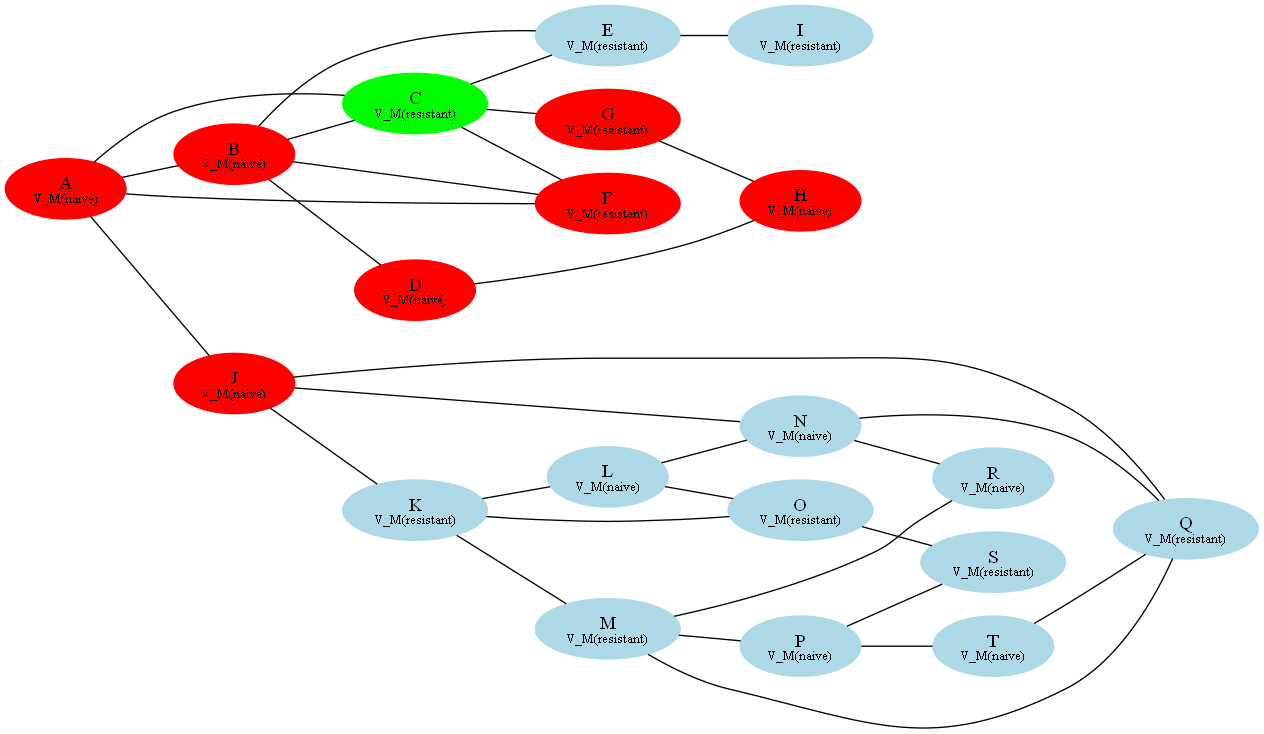 E
V_M(resistant)
I
V_M(resistant)
C
V_M(resistant)
G
V_M(resistant)
B
V_M(naive)
A
V_M(naive)
F
V_M(resistant)
H
V_M(naive)
D
V_M(naive)
J
V_M(naive)
N
V_M(naive)
L
V_M(naive)
R
V_M(naive)
K
V_M(resistant)
O
V_M(resistant)
Q
V_M(resistant)
S
V_M(resistant)
M
V_M(resistant)
P
V_M(naive)
T
V_M(naive)